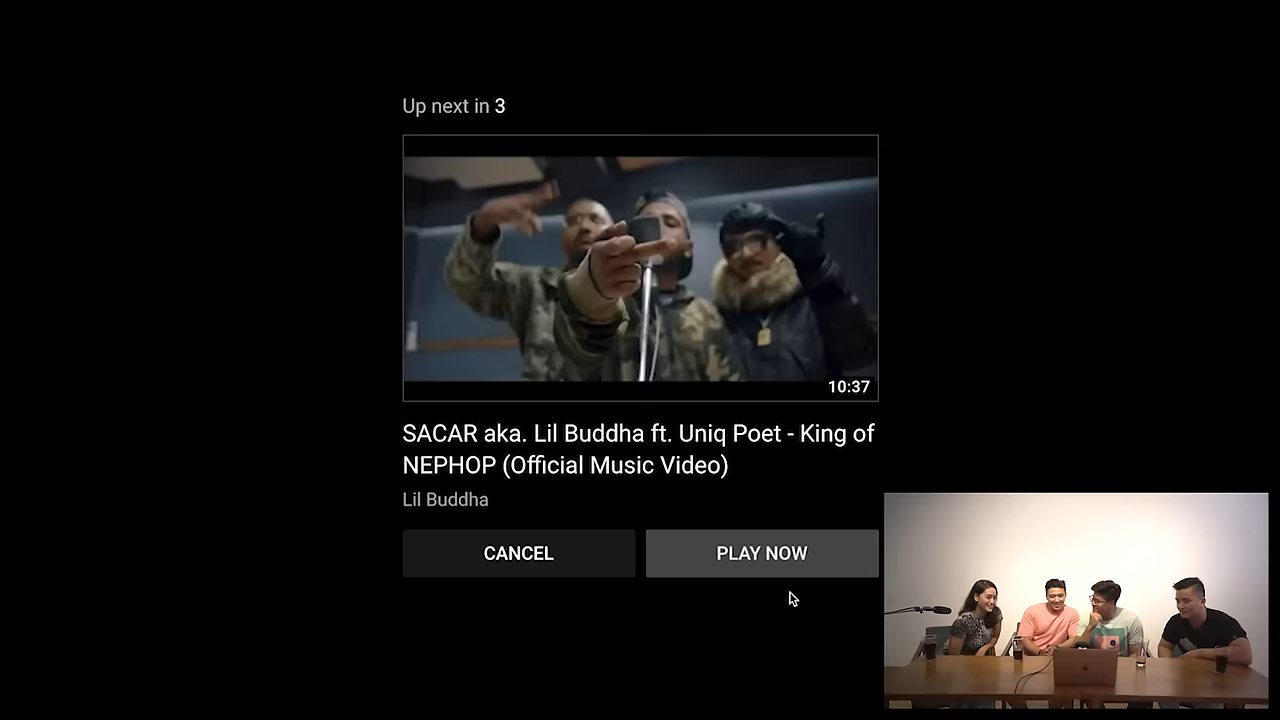 Up next in 3
10:37
SACAR aka. Lil Buddha ft. Uniq Poet - King of
NEPHOP (Official Music Video)
Lil Buddha
CANCEL
PLAY NOW